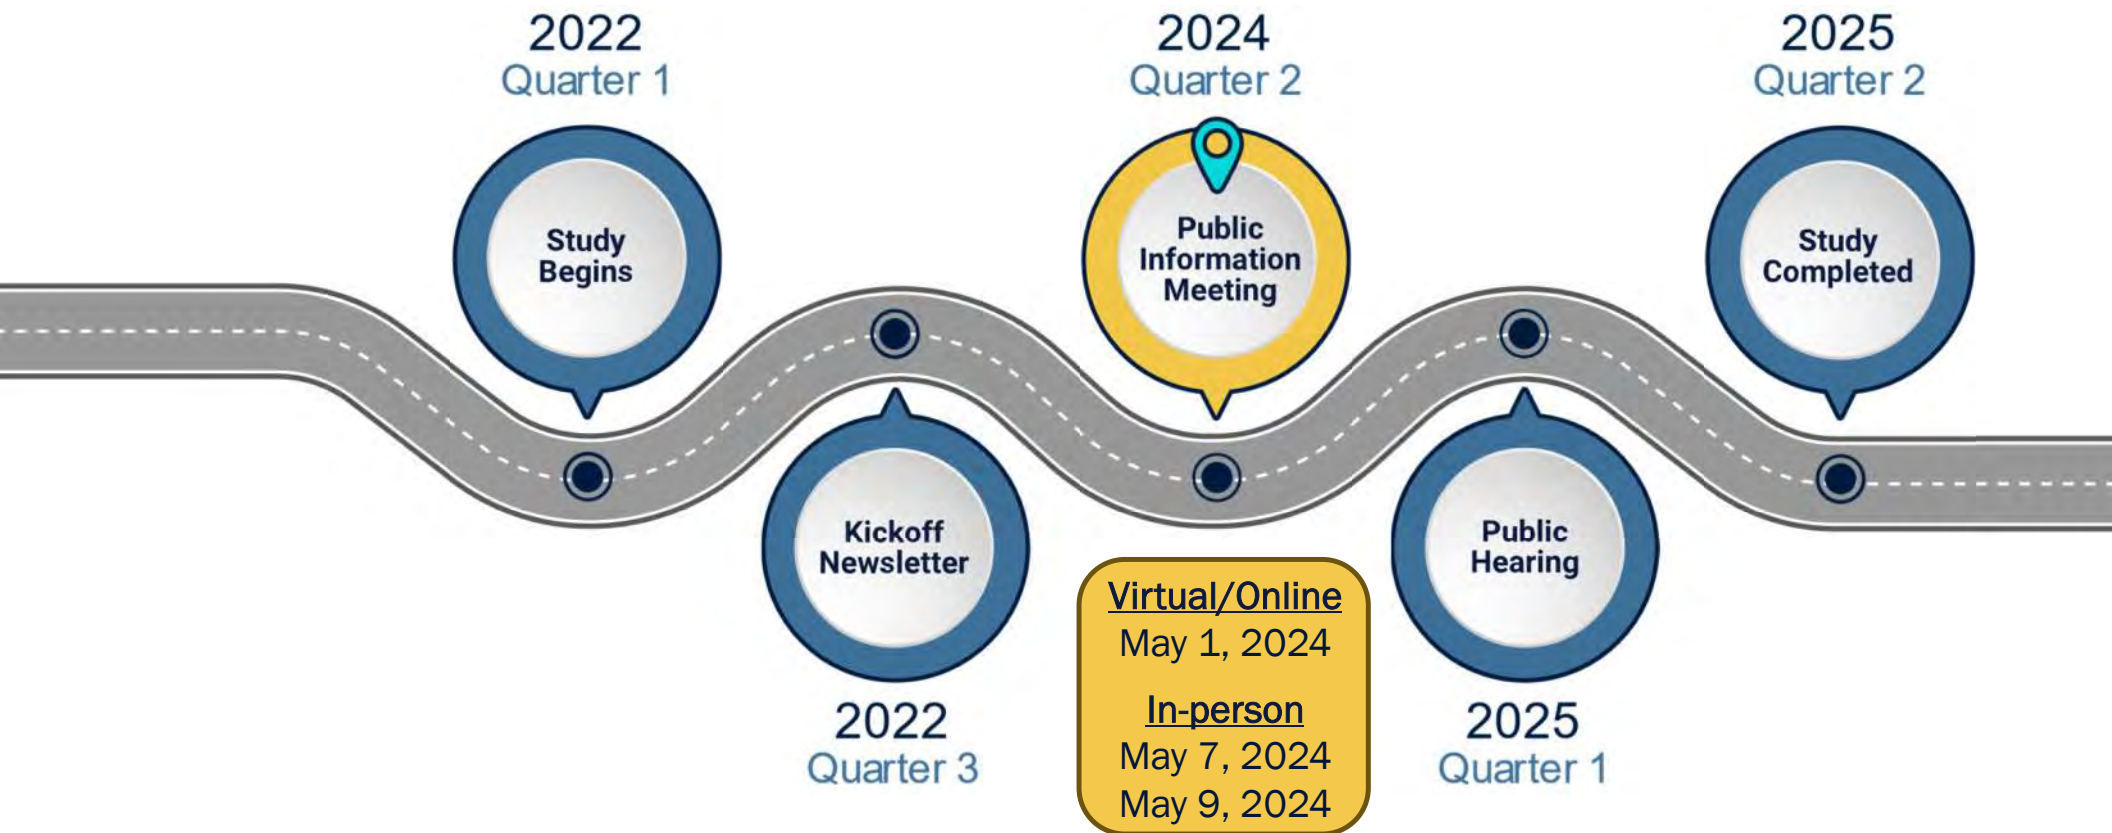 2022
Quarter 1
Study
Begins
Kickoff
Newsletter
2022
Quarter 3
2024
Quarter 2
Public
Information
Meeting
Virtual/Online
May 1, 2024
In-person
May 7, 2024
May 9, 2024
Public
Hearing
2025
Quarter 1
2025
Quarter 2
Study
Completed